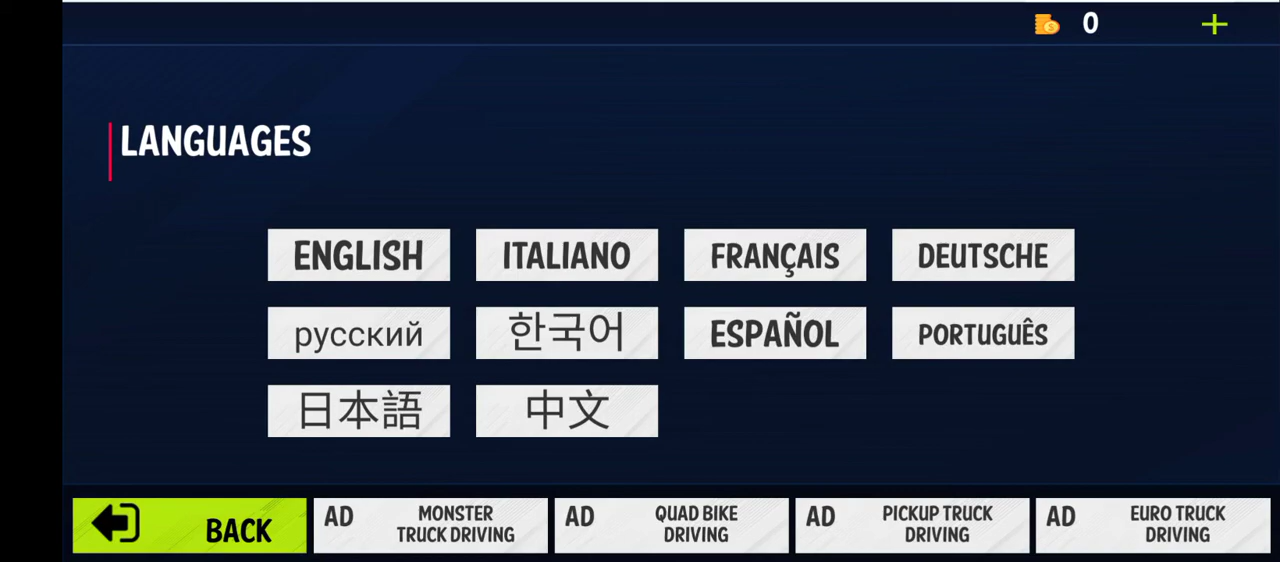 0
LANGUAGES
ENGLISH ITALIANO FRANÇAIS DEUTSCHE
русский 한국어 ESPAÑOL PORTUGUÊS
日本語 中文
BACK
AD MONSTER
TRUCK DRIVING
AD QUAD BIKE
DRIVING
AD PICKUP TRUCK
DRIVING
AD EURO TRUCK
DRIVING